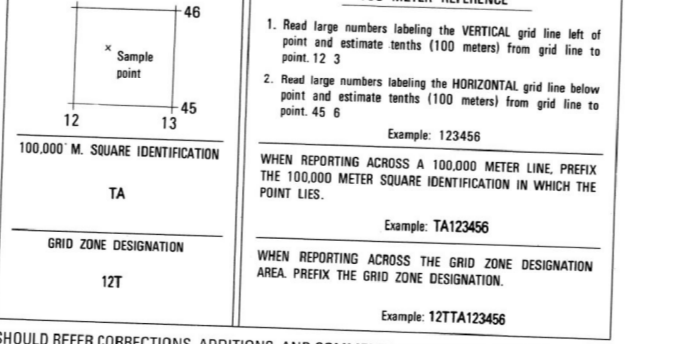 46
× Sample
point
45
12 13
100,000 M. SQUARE IDENTIFICATION
TA
GRID ZONE DESIGNATION
12T
1. Read large numbers labeling the VERTICAL grid line left of
point and estimate tenths (100 meters) from grid line to
point. 12 3
2. Read large numbers labeling the HORIZONTAL grid line below
point and estimate tenths (100 meters) from grid line to
point. 45 6
Example: 123456
WHEN REPORTING ACROSS A 100,000 METER LINE, PREFIX
THE 100,000 METER SQUARE IDENTIFICATION IN WHICH THE
POINT LIES.
Example: TA123456
WHEN REPORTING ACROSS THE GRID ZONE DESIGNATION
AREA. PREFIX THE GRID ZONE DESIGNATION.
Example: 12TTA123456
SHOULD REFER CORRECTIONS, ADDITIONS, AND